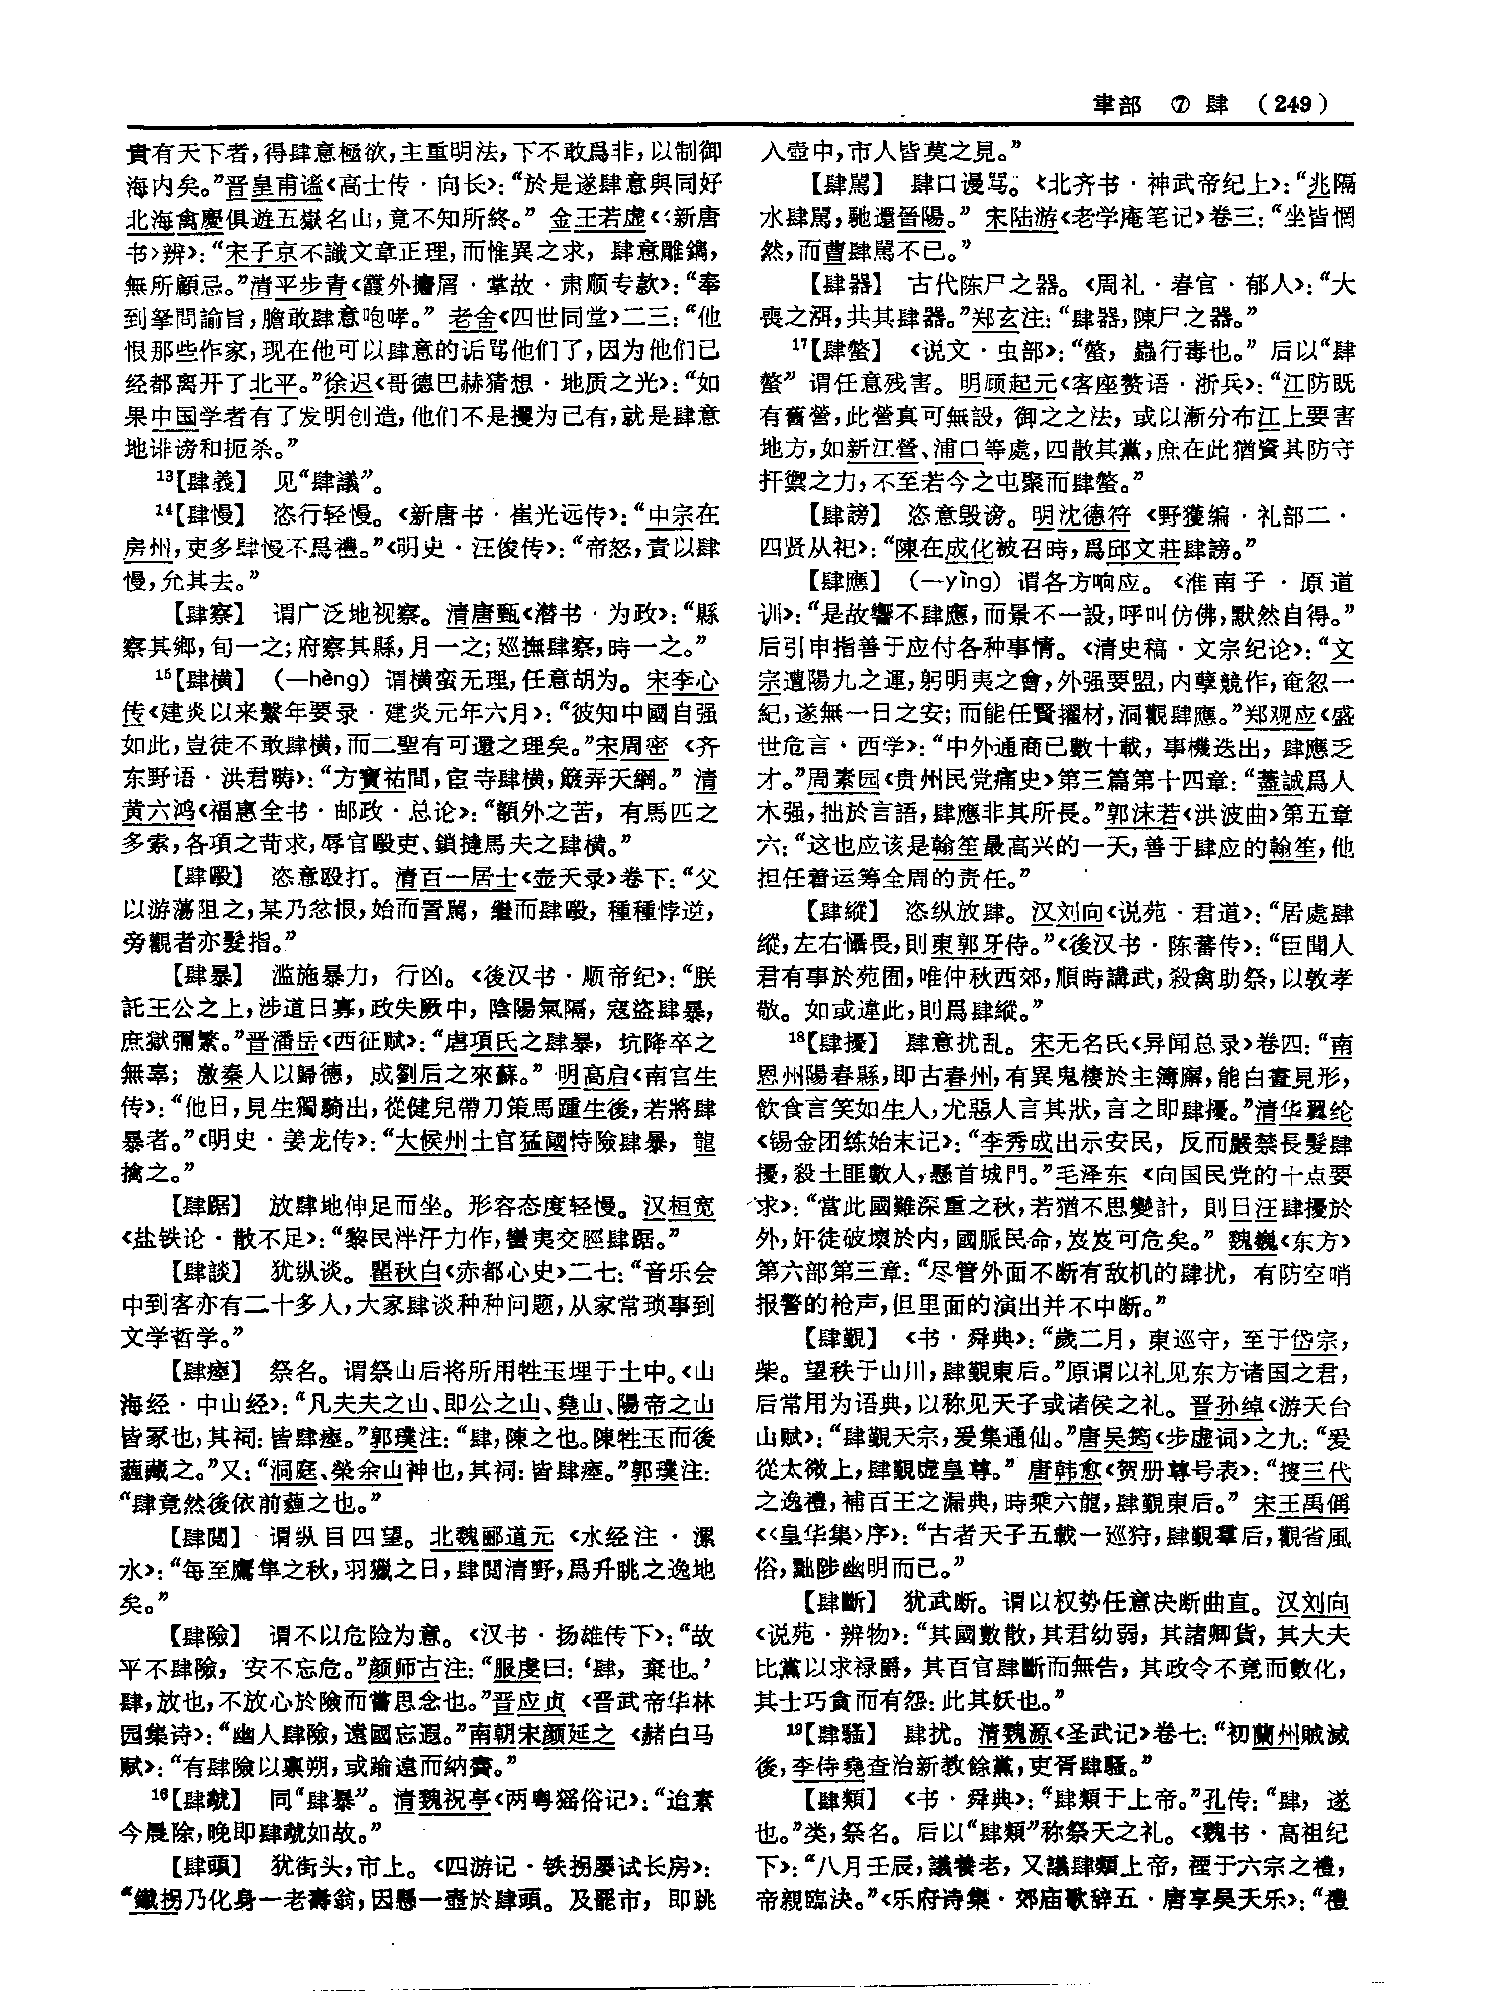 聿部 ⑦ 肆 (249)
責有天下者,得肆意極欲,主重明法,下不敢爲非,以制御
海内矣。”晋皇甫谧《高士传·向长》:“於是遂肆意與同好
北海禽慶俱遊五嶽名山,竟不知所終。” 金王若虚《〈新唐
书〉辨》:“宋子京不識文章正理,而惟異之求,肆意雕鐫,
無所顧忌。”清平步青《霞外攟屑·掌故·肃顺专款》:“奉
到拏問諭旨,膽敢肆意咆哮。” 老舍《四世同堂》二三:“他
恨那些作家,现在他可以肆意的诟骂他们了,因为他们已
经都离开了北平。”徐迟《哥德巴赫猜想·地质之光》:“如
果中国学者有了发明创造,他们不是攫为己有,就是肆意
地诽谤和扼杀。”
13【肆義】 见“肆議”。
14【肆慢】 恣行轻慢。《新唐书·崔光远传》:“中宗在
房州,吏多肆慢不爲禮。”《明史·汪俊传》:“帝怒,責以肆
慢,允其去。”
【肆察】 谓广泛地视察。清唐甄《潜书·为政》:“縣
察其鄉,旬一之;府察其縣,月一之;巡撫肆察,時一之。”
15【肆横】 (—hèng) 谓横蛮无理,任意胡为。宋李心
传《建炎以来繫年要录·建炎元年六月》:“彼知中國自强
如此,豈徒不敢肆横,而二聖有可還之理矣。”宋周密《齐
东野语·洪君畴》:“方寳祐間,宦寺肆横,簸弄天綱。” 清
黄六鸿《福惠全书·邮政·总论》:“額外之苦,有馬匹之
多索,各項之苛求,辱官毆吏、鎖撻馬夫之肆横。”
【肆毆】 恣意殴打。清百一居士《壶天录》卷下:“父
以游蕩阻之,某乃忿恨,始而詈駡,繼而肆毆,種種悖逆,
旁觀者亦髮指。”
【肆暴】 滥施暴力,行凶。《後汉书·顺帝纪》:“朕
託王公之上,涉道日寡,政失厥中,陰陽氣隔,寇盜肆暴,
庶獄彌繁。”晋潘岳《西征赋》:“虐項氏之肆暴,坑降卒之
無辜;激秦人以歸德,成劉后之來蘇。” 明高启《南宫生
传》:“他日,見生獨騎出,從健兒帶刀策馬踵生後,若將肆
暴者。”《明史·姜龙传》:“大候州土官猛國恃險肆暴,龍
擒之。”
【肆踞】 放肆地伸足而坐。形容态度轻慢。汉桓宽
《盐铁论·散不足》:“黎民泮汗力作,蠻夷交脛肆踞。”
【肆談】 犹纵谈。瞿秋白《赤都心史》二七:“音乐会
中到客亦有二十多人,大家肆谈种种问题,从家常琐事到
文学哲学。”
【肆瘞】 祭名。谓祭山后将所用牲玉埋于土中。《山
海经·中山经》:“凡夫夫之山、即公之山、堯山、陽帝之山
皆冢也,其祠:皆肆瘞。”郭璞注:“肆,陳之也。陳牲玉而後
薶藏之。”又:“洞庭、榮余山神也,其祠:皆肆瘞。”郭璞注:
“肆竟然後依前薶之也。”
【肆閲】 谓纵目四望。北魏郦道元《水经注·漯
水》:“每至鷹隼之秋,羽獵之日,肆閲清野,爲升眺之逸地
矣。”
【肆險】 谓不以危险为意。《汉书·扬雄传下》:“故
平不肆險,安不忘危。”颜师古注:“服虔曰:‘肆,棄也。’
肆,放也,不放心於險而嘗思念也。”晋应贞《晋武帝华林
园集诗》:“幽人肆險,遠國忘遐。”南朝宋颜延之《赭白马
赋》:“有肆險以禀朔,或踰遠而納賮。”
16【肆虣】 同“肆暴”。清魏祝亭《两粤猺俗记》:“迨素
今晨除,晚即肆虣如故。”
【肆頭】 犹街头,市上。《四游记·铁拐屡试长房》:
“鐵拐乃化身一老壽翁,因懸一壺於肆頭。及罷市,即跳
入壺中,市人皆莫之見。”
【肆駡】 肆口谩骂。《北齐书·神武帝纪上》:“兆隔
水肆駡,馳還晉陽。” 宋陆游《老学庵笔记》卷三:“坐皆惘
然,而曹肆駡不已。”
【肆器】 古代陈尸之器。《周礼·春官·郁人》:“大
喪之渳,共其肆器。”郑玄注:“肆器,陳尸之器。”
17【肆螫】 《说文·虫部》:“螫,蟲行毒也。” 后以“肆
螫” 谓任意残害。明顾起元《客座赘语·浙兵》:“江防既
有舊營,此營真可無設,御之之法,或以漸分布江上要害
地方,如新江營、浦口等處,四散其黨,庶在此猶資其防守
扞禦之力,不至若今之屯聚而肆螫。”
【肆謗】 恣意毁谤。明沈德符《野獲编·礼部二·
四贤从祀》:“陳在成化被召時,爲邱文莊肆謗。”
【肆應】 (—yìng) 谓各方响应。《淮南子·原道
训》:“是故響不肆應,而景不一設,呼叫仿佛,默然自得。”
后引申指善于应付各种事情。《清史稿·文宗纪论》:“文
宗遭陽九之運,躬明夷之會,外强要盟,内孽競作,奄忽一
紀,遂無一日之安;而能任賢擢材,洞觀肆應。”郑观应《盛
世危言·西学》:“中外通商已數十載,事機迭出,肆應乏
才。”周素园《贵州民党痛史》第三篇第十四章:“藎誠爲人
木强,拙於言語,肆應非其所長。”郭沫若《洪波曲》第五章
六:“这也应该是翰笙最高兴的一天,善于肆应的翰笙,他
担任着运筹全周的责任。”
【肆縱】 恣纵放肆。汉刘向《说苑·君道》:“居處肆
縱,左右懾畏,則東郭牙侍。”《後汉书·陈蕃传》:“臣聞人
君有事於苑囿,唯仲秋西郊,順時講武,殺禽助祭,以敦孝
敬。如或違此,則爲肆縱。”
18【肆擾】 肆意扰乱。宋无名氏《异闻总录》卷四:“南
恩州陽春縣,即古春州,有異鬼棲於主簿廨,能白晝見形,
飲食言笑如生人,尤惡人言其狀,言之即肆擾。”清华翼纶
《锡金团练始末记》:“李秀成出示安民,反而嚴禁長髮肆
擾,殺土匪數人,懸首城門。”毛泽东《向国民党的十点要
求》:“當此國難深重之秋,若猶不思變計,則日汪肆擾於
外,奸徒破壞於内,國脈民命,岌岌可危矣。” 魏巍《东方》
第六部第三章:“尽管外面不断有敌机的肆扰,有防空哨
报警的枪声,但里面的演出并不中断。”
【肆覲】 《书·舜典》:“歲二月,東巡守,至于岱宗,
柴。望秩于山川,肆覲東后。”原谓以礼见东方诸国之君,
后常用为语典,以称见天子或诸侯之礼。晋孙绰《游天台
山赋》:“肆覲天宗,爰集通仙。”唐吴筠《步虚词》之九:“爰
從太微上,肆覲虚皇尊。” 唐韩愈《贺册尊号表》:“按三代
之逸禮,補百王之漏典,時乘六龍,肆覲東后。” 宋王禹偁
《〈皇华集〉序》:“古者天子五載一巡狩,肆覲羣后,觀省風
俗,黜陟幽明而已。”
【肆斷】 犹武断。谓以权势任意决断曲直。汉刘向
《说苑·辨物》:“其國數散,其君幼弱,其諸卿貨,其大夫
比黨以求禄爵,其百官肆斷而無告,其政令不竟而數化,
其士巧貪而有怨:此其妖也。”
19【肆騷】 肆扰。清魏源《圣武记》卷七:“初蘭州賊滅
後,李侍堯查治新教餘黨,吏胥肆騷。”
【肆類】 《书·舜典》:“肆類于上帝。”孔传:“肆,遂
也。”类,祭名。后以“肆類”称祭天之礼。《魏书·高祖纪
下》:“八月壬辰,議養老,又議肆類上帝,禋于六宗之禮,
帝親臨決。”《乐府诗集·郊庙歌辞五·唐享昊天乐》:“禮